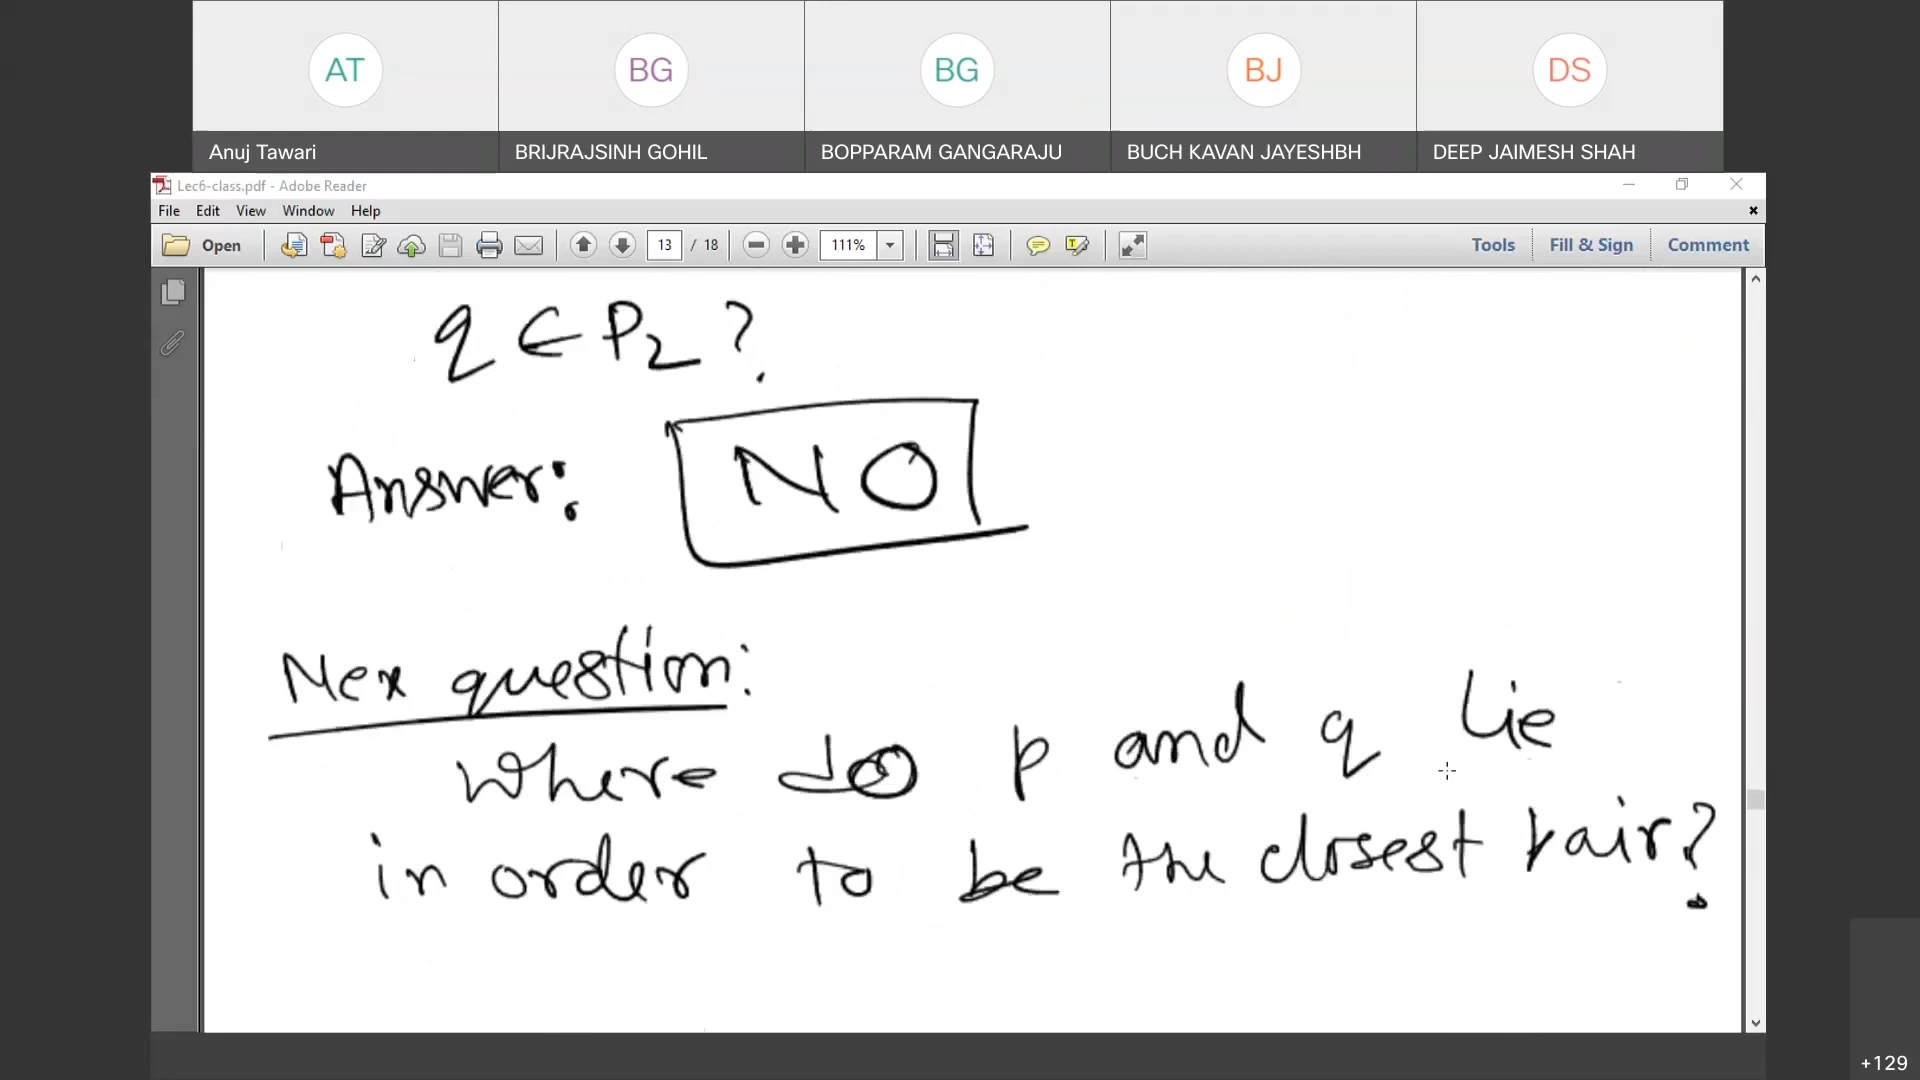 AT BG BG BJ DS
Anuj Tawari BRIJRAJSINH GOHIL BOPPARAM GANGARAJU BUCH KAVAN JAYESHBH DEEP JAIMESH SHAH
Lec6-class.pdf - Adobe Reader
File Edit View Window Help
Open 13 / 18 111% Tools Fill & Sign Comment
q ∈ P2 ?
Answer: NO
Nex question:
Where do p and q lie
in order to be the closest pair?
+129